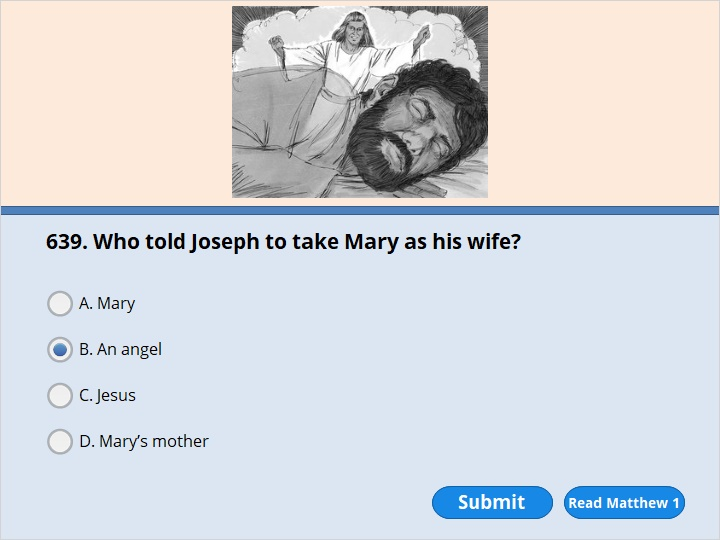 639. Who told Joseph to take Mary as his wife?
A. Mary
B. An angel
C. Jesus
D. Mary’s mother
Submit
Read Matthew 1